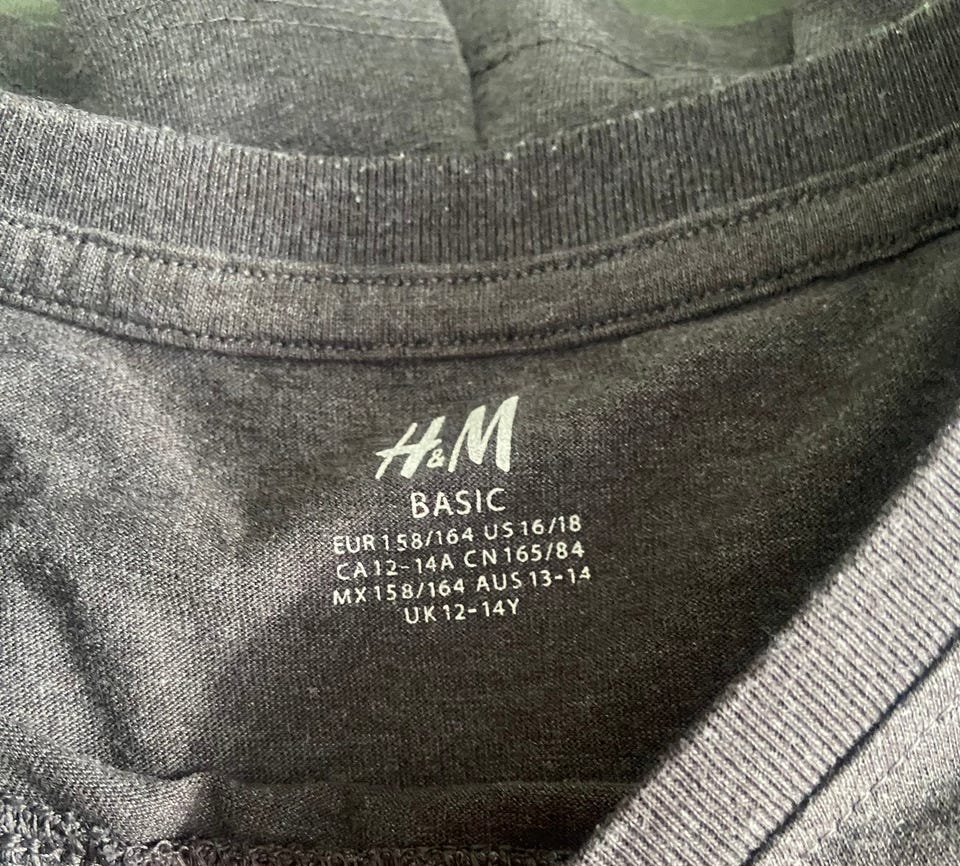 H&M
BASIC
EUR 158/164 US 16/18
CA 12-14A CN 165/84
MX 158/164 AUS 13-14
UK 12-14Y